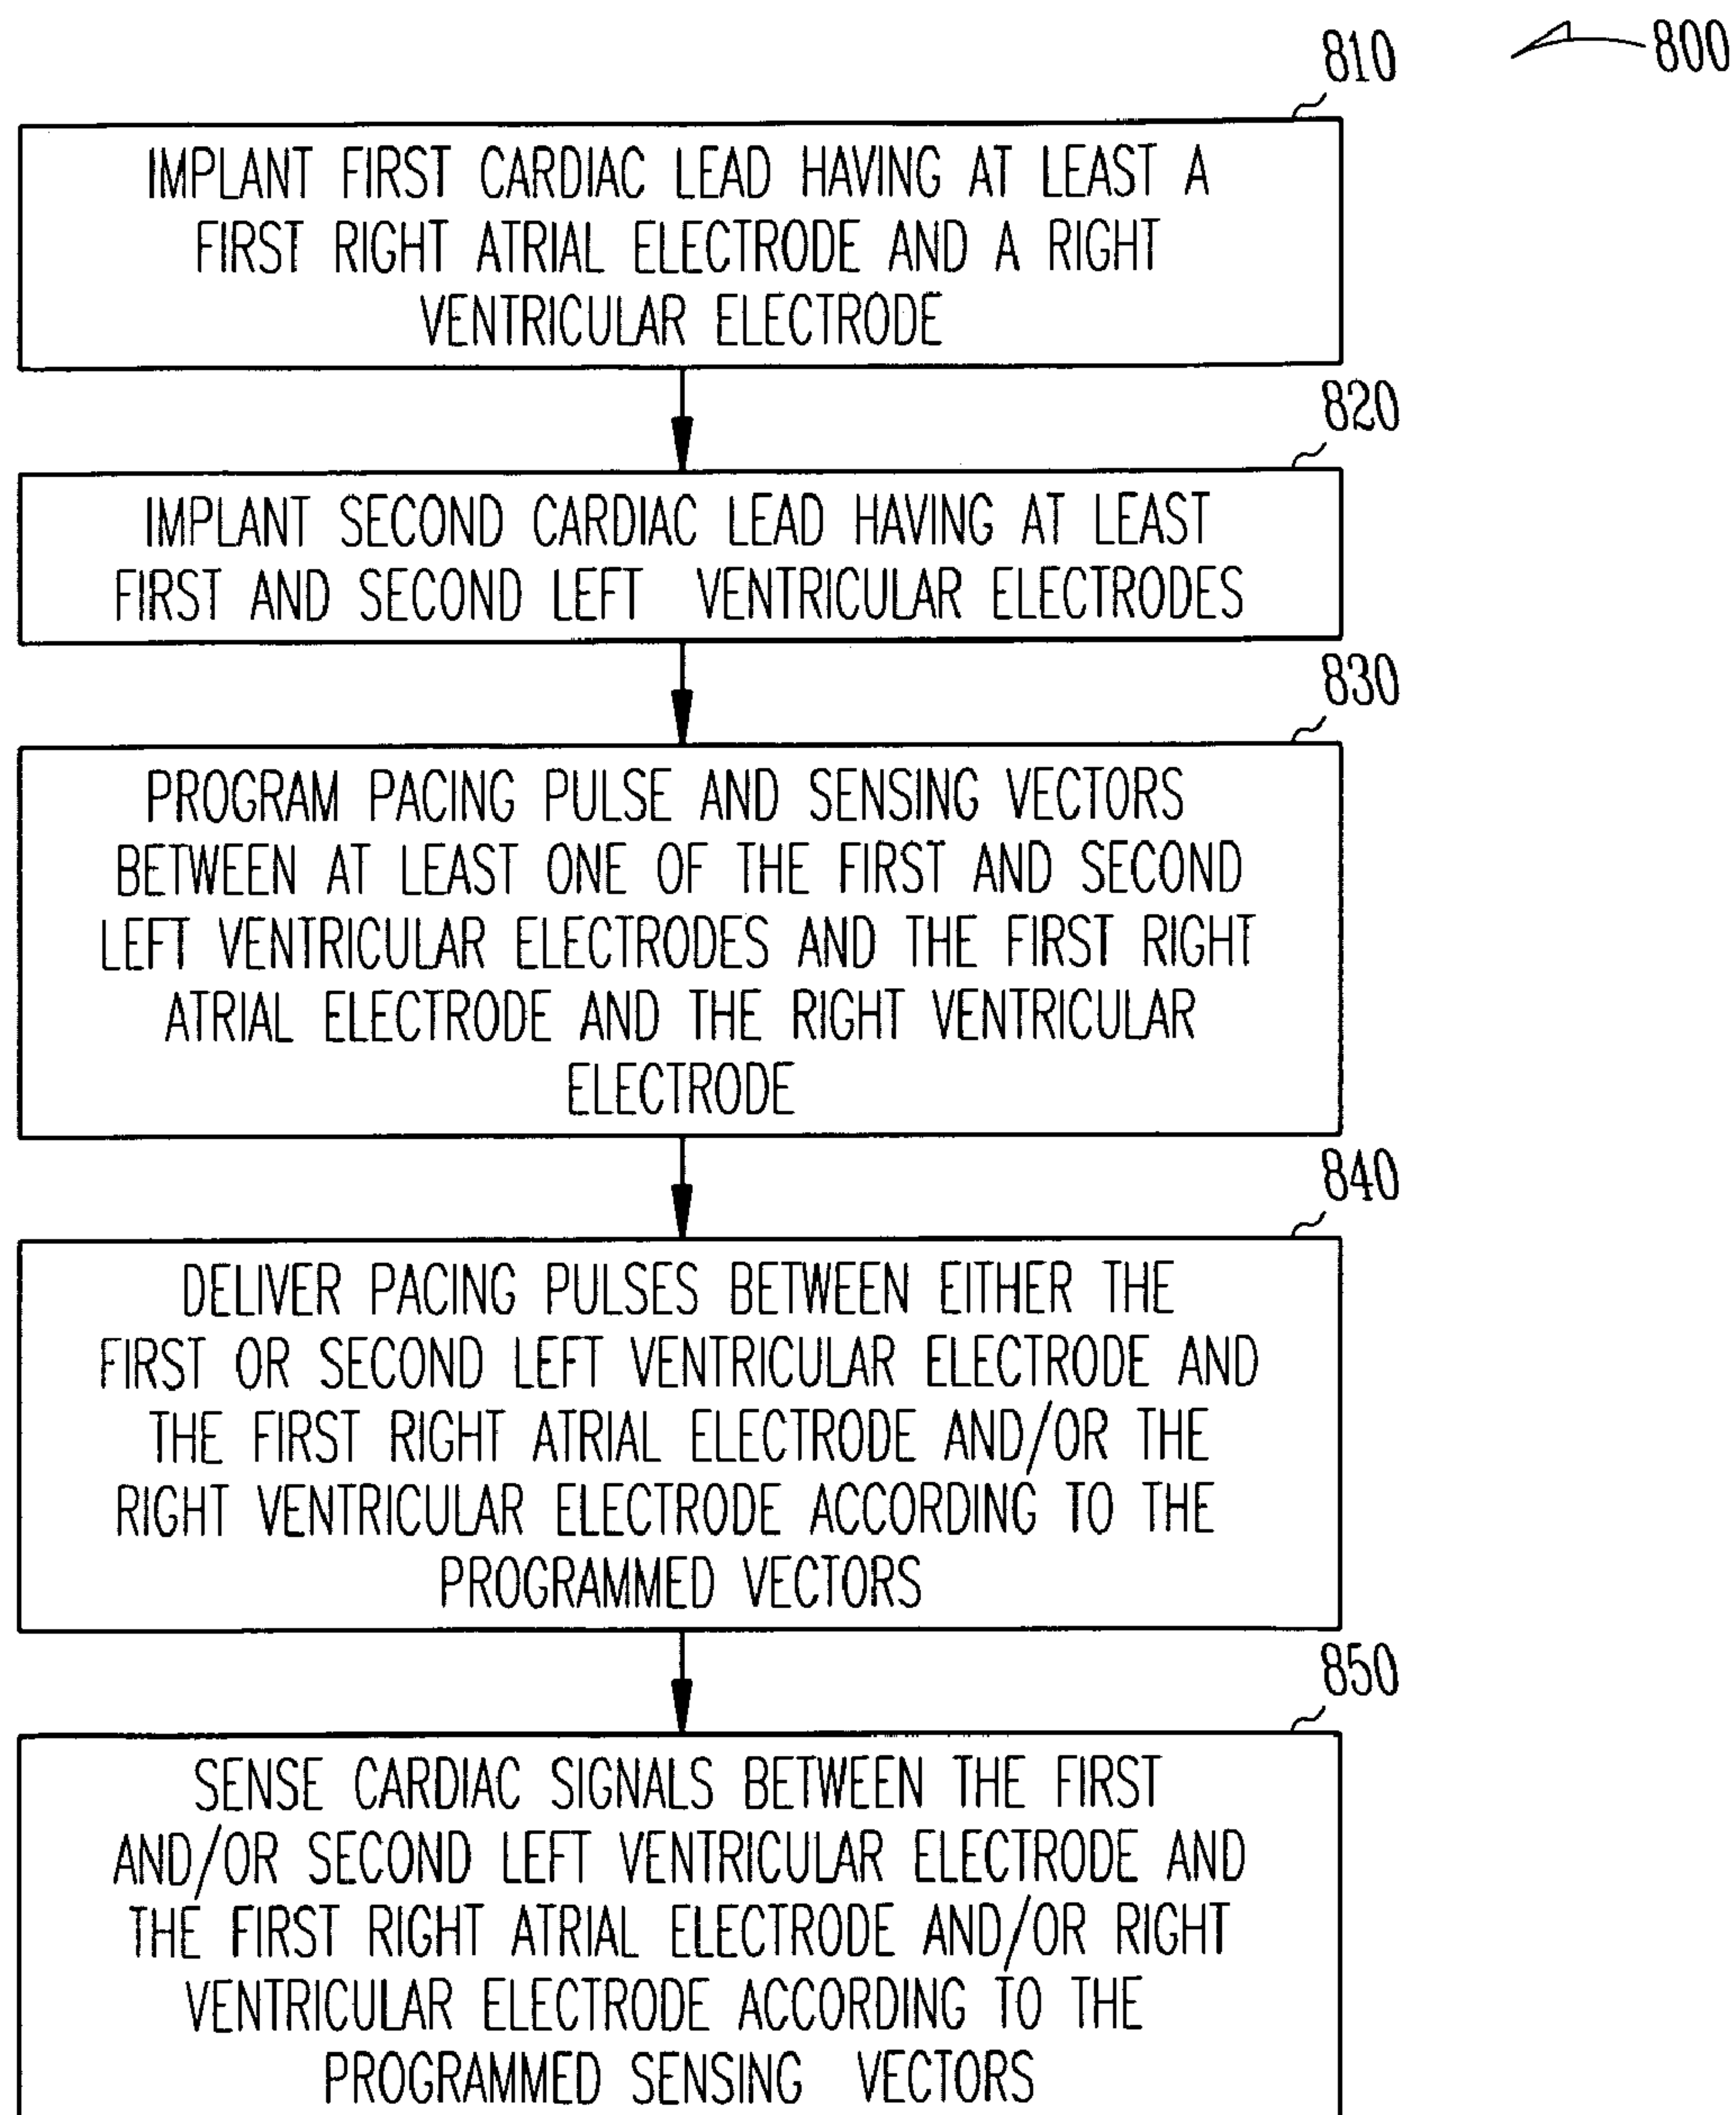 800
810
IMPLANT FIRST CARDIAC LEAD HAVING AT LEAST A
FIRST RIGHT ATRIAL ELECTRODE AND A RIGHT
VENTRICULAR ELECTRODE
820
IMPLANT SECOND CARDIAC LEAD HAVING AT LEAST
FIRST AND SECOND LEFT VENTRICULAR ELECTRODES
830
PROGRAM PACING PULSE AND SENSING VECTORS
BETWEEN AT LEAST ONE OF THE FIRST AND SECOND
LEFT VENTRICULAR ELECTRODES AND THE FIRST RIGHT
ATRIAL ELECTRODE AND THE RIGHT VENTRICULAR
ELECTRODE
840
DELIVER PACING PULSES BETWEEN EITHER THE
FIRST OR SECOND LEFT VENTRICULAR ELECTRODE AND
THE FIRST RIGHT ATRIAL ELECTRODE AND/OR THE
RIGHT VENTRICULAR ELECTRODE ACCORDING TO THE
PROGRAMMED VECTORS
850
SENSE CARDIAC SIGNALS BETWEEN THE FIRST
AND/OR SECOND LEFT VENTRICULAR ELECTRODE AND
THE FIRST RIGHT ATRIAL ELECTRODE AND/OR RIGHT
VENTRICULAR ELECTRODE ACCORDING TO THE
PROGRAMMED SENSING VECTORS